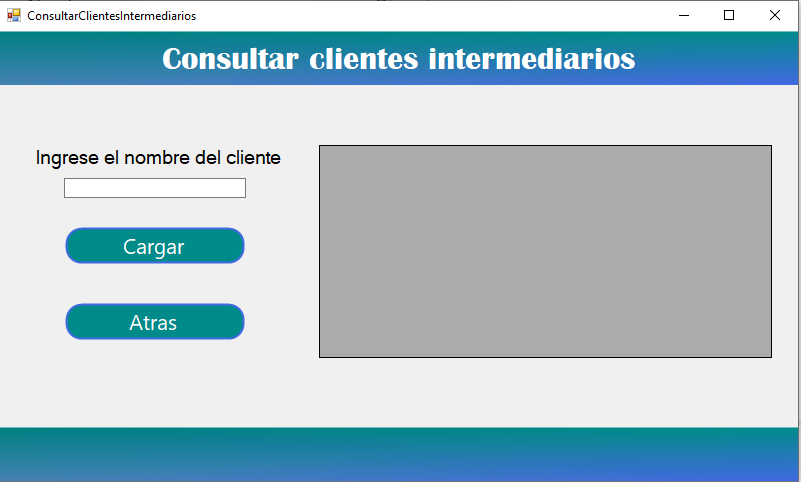 ConsultarClientesIntermediarios
Consultar clientes intermediarios
Ingrese el nombre del cliente
Cargar
Atras